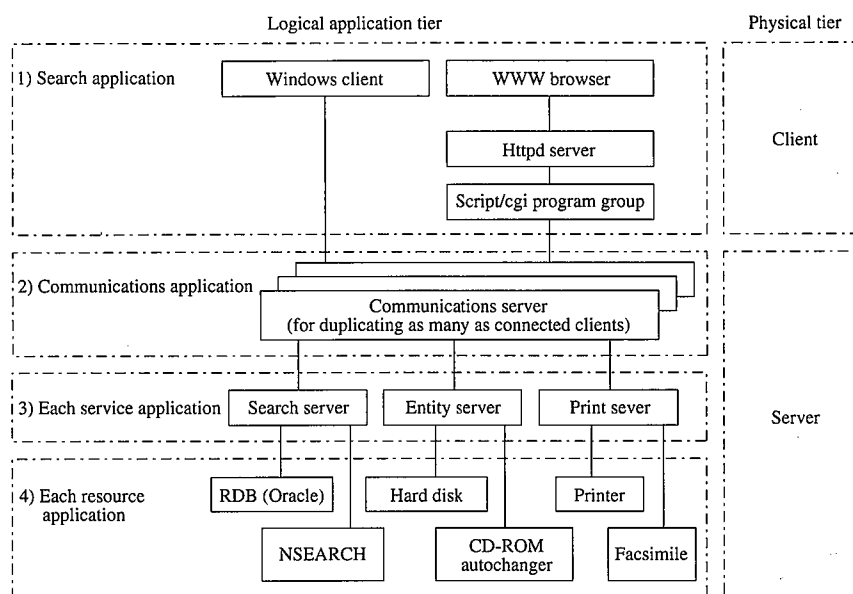 Logical application tier
Physical tier
1) Search application
Windows client
WWW browser
Httpd server
Script/cgi program group
Client
2) Communications application
Communications server
(for duplicating as many as connected clients)
3) Each service application
Search server
Entity server
Print sever
Server
4) Each resource
application
RDB (Oracle)
Hard disk
Printer
NSEARCH
CD-ROM
autochanger
Facsimile